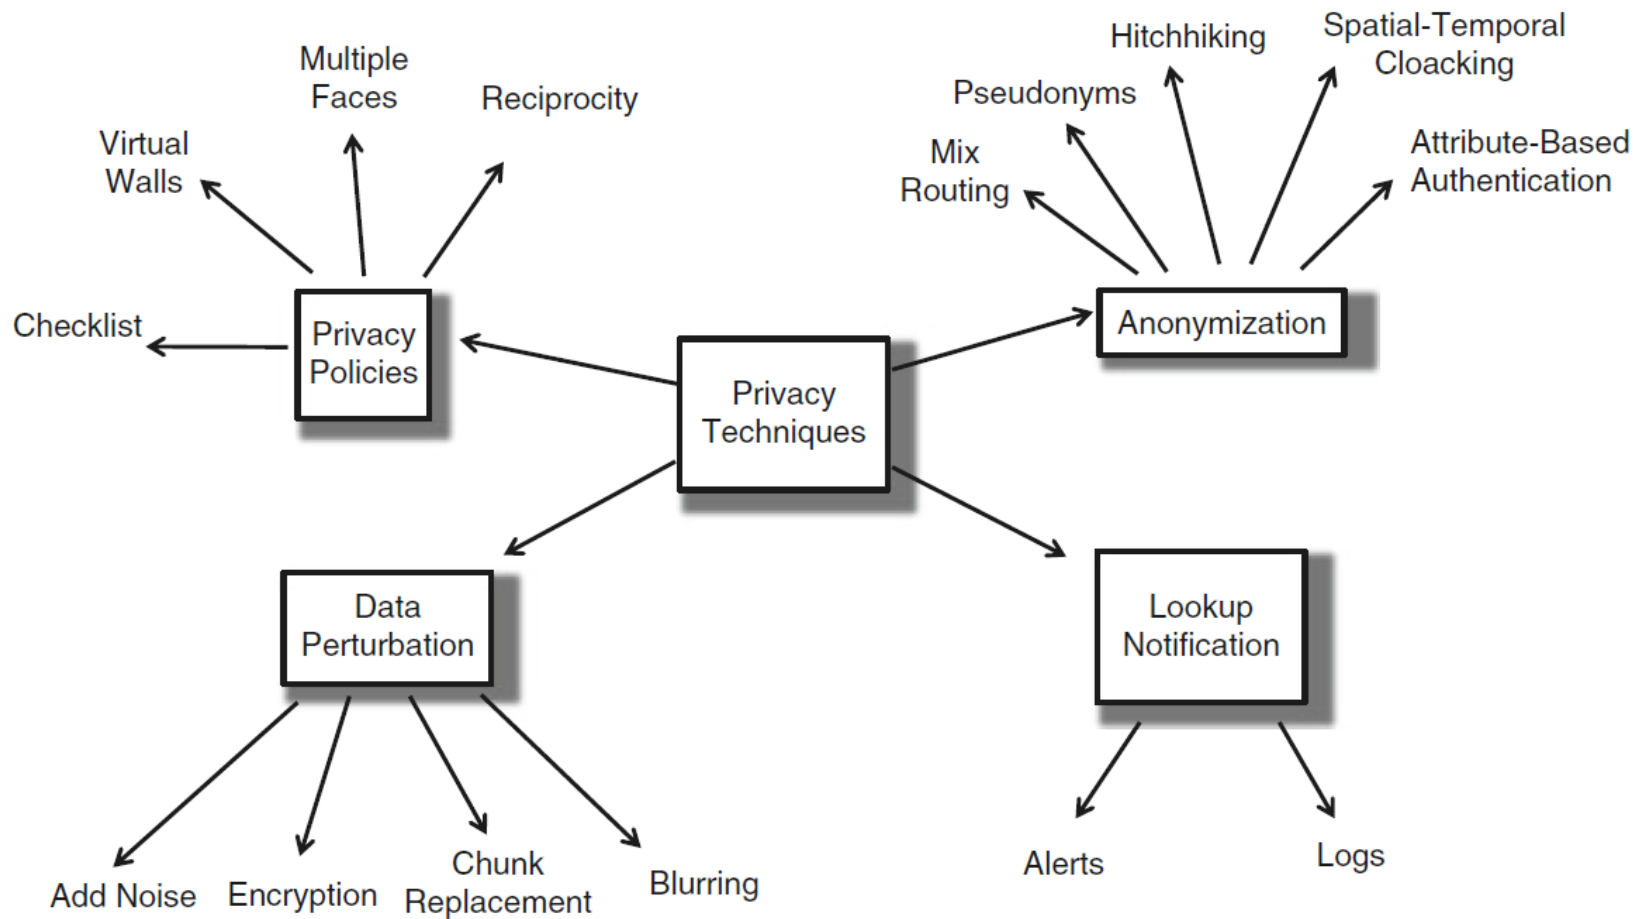 Multiple
Faces
Reciprocity
Virtual
Walls
Checklist
Privacy
Policies
Hitchhiking
Spatial-Temporal
Cloacking
Pseudonyms
Mix
Routing
Attribute-Based
Authentication
Anonymization
Privacy
Techniques
Data
Perturbation
Lookup
Notification
Add Noise
Encryption
Chunk
Replacement
Blurring
Alerts
Logs